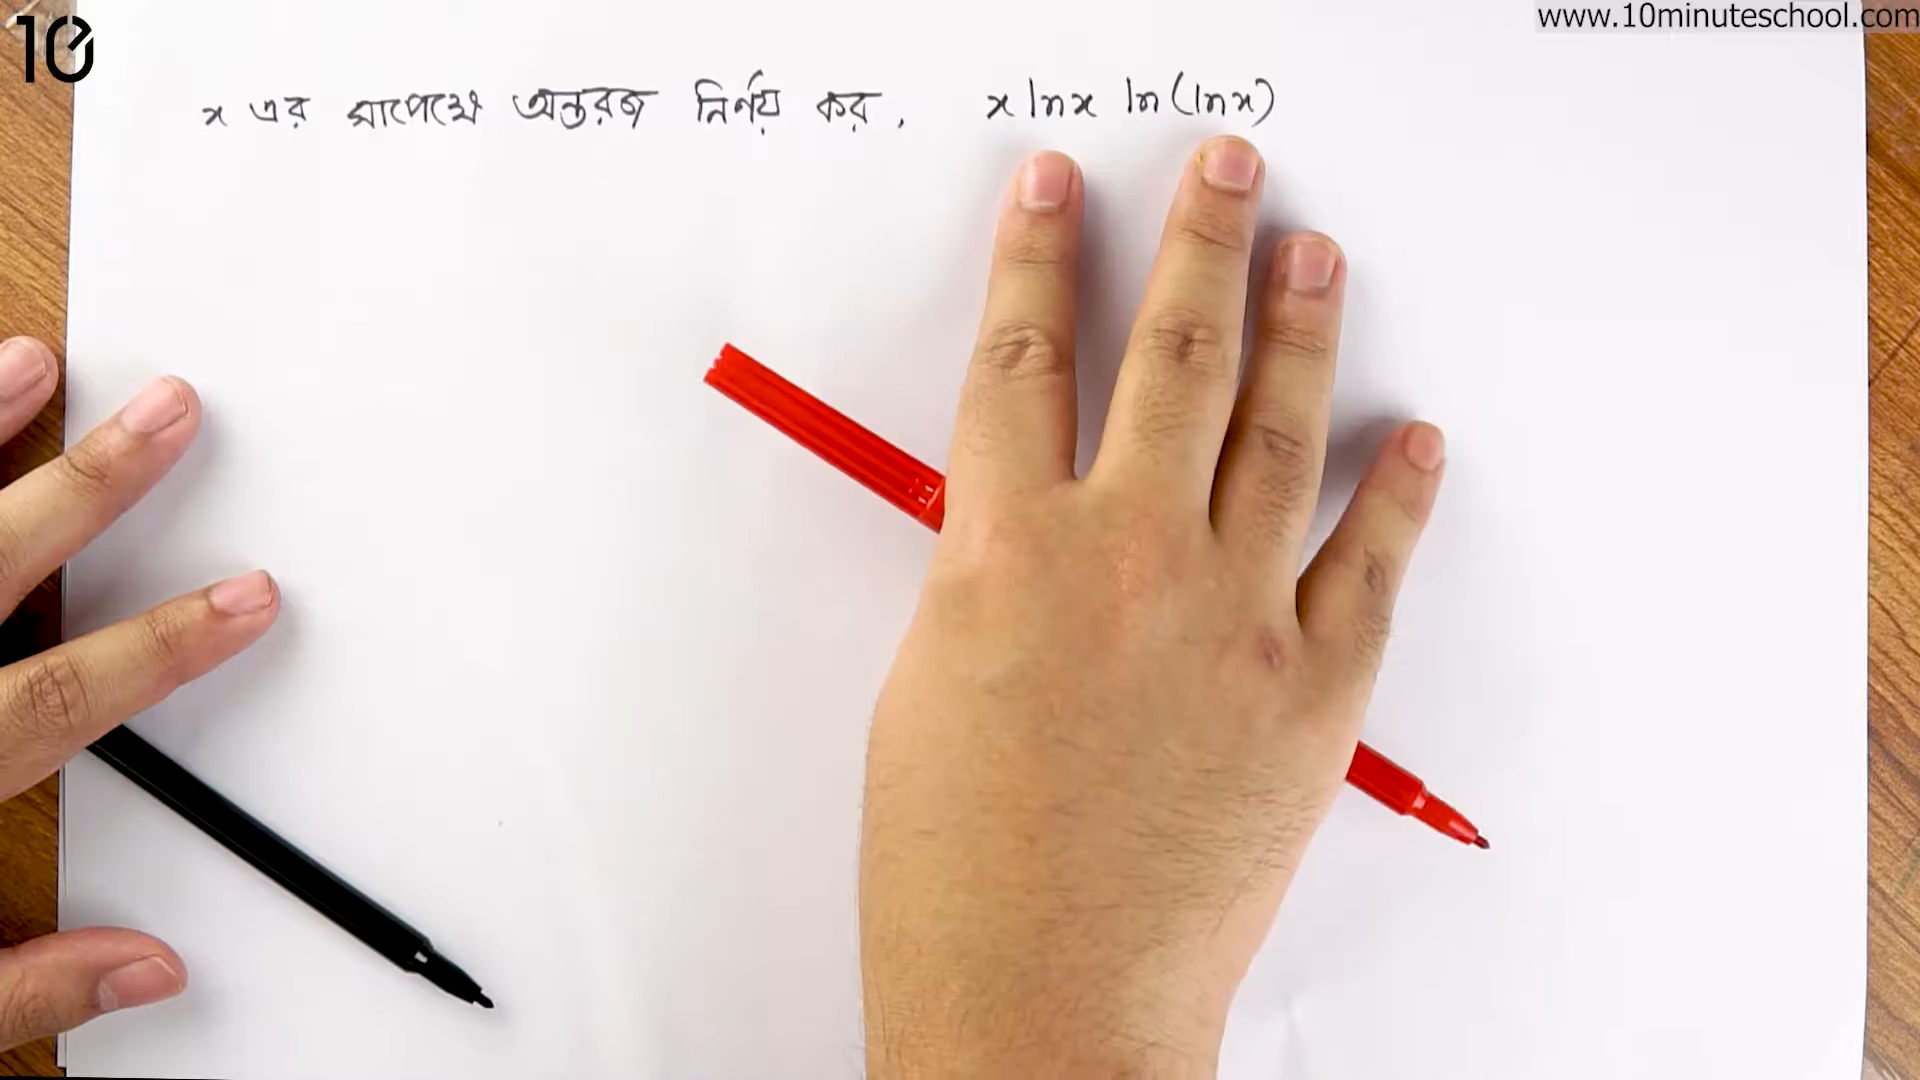 10
www.10minuteschool.com
x এর সাপেক্ষে অন্তরজ নির্ণয় কর, x lnx ln(lnx)